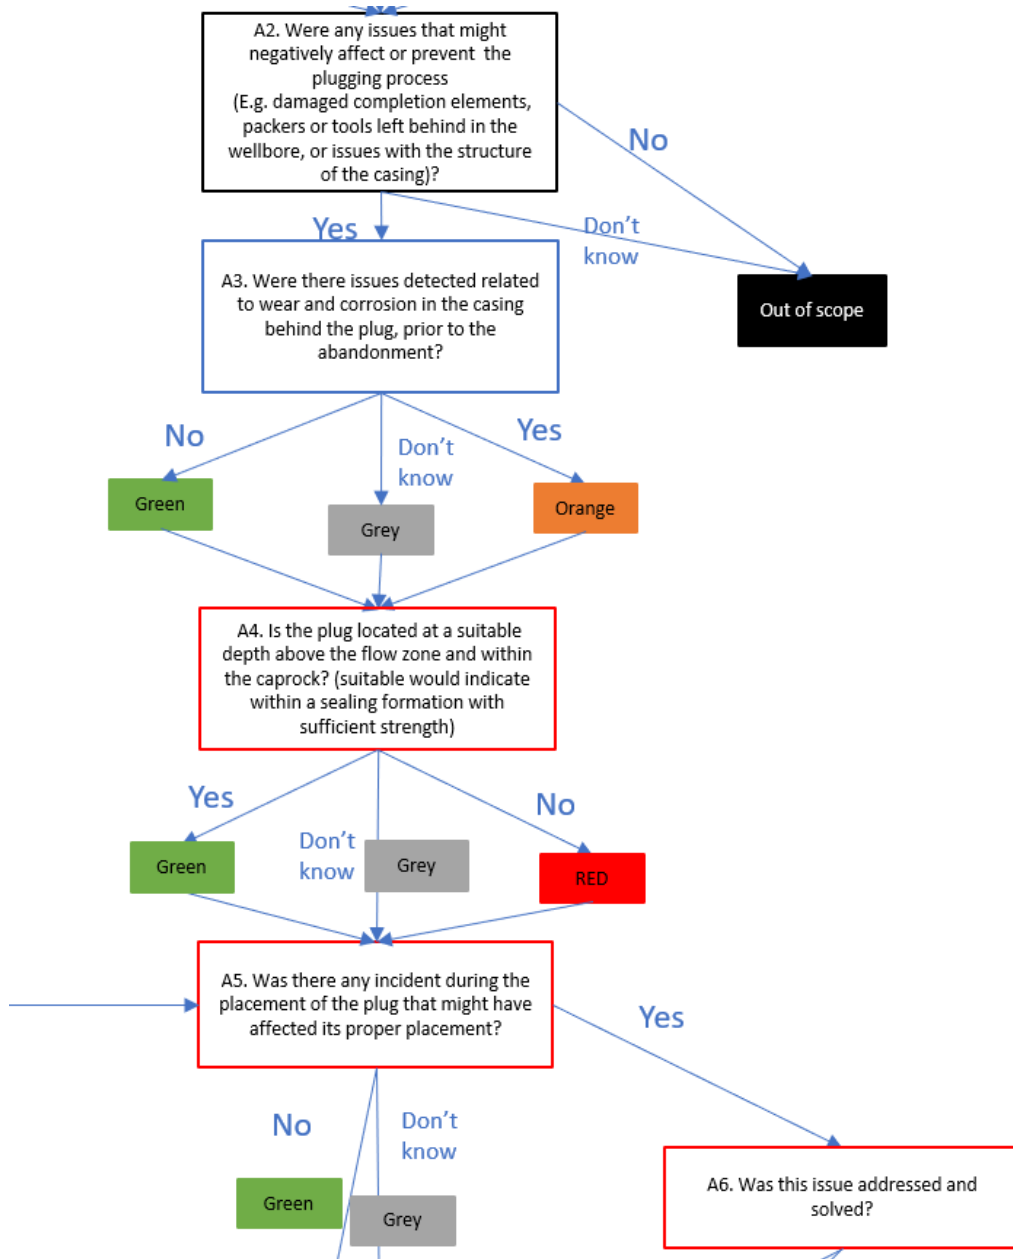 A2. Were any issues that might
negatively affect or prevent the
plugging process
(E.g. damaged completion elements,
packers or tools left behind in the
wellbore, or issues with the structure
of the casing)?
No
Yes
Don't
know
A3. Were there issues detected related
to wear and corrosion in the casing
behind the plug, prior to the
abandonment?
Out of scope
No
Don't
know
Yes
Green
Grey
Orange
A4. Is the plug located at a suitable
depth above the flow zone and within
the caprock? (suitable would indicate
within a sealing formation with
sufficient strength)
Yes
Don't
know
No
Green
Grey
RED
A5. Was there any incident during the
placement of the plug that might have
affected its proper placement?
Yes
No
Don't
know
Green
Grey
A6. Was this issue addressed and
solved?